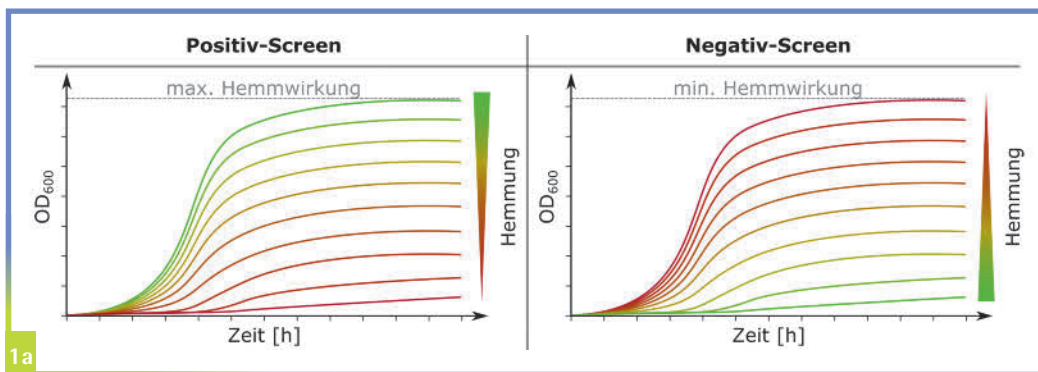 Positiv-Screen
Negativ-Screen
max. Hemmwirkung
OD600
Hemmung
Zeit [h]
min. Hemmwirkung
OD600
Hemmung
Zeit [h]
1a